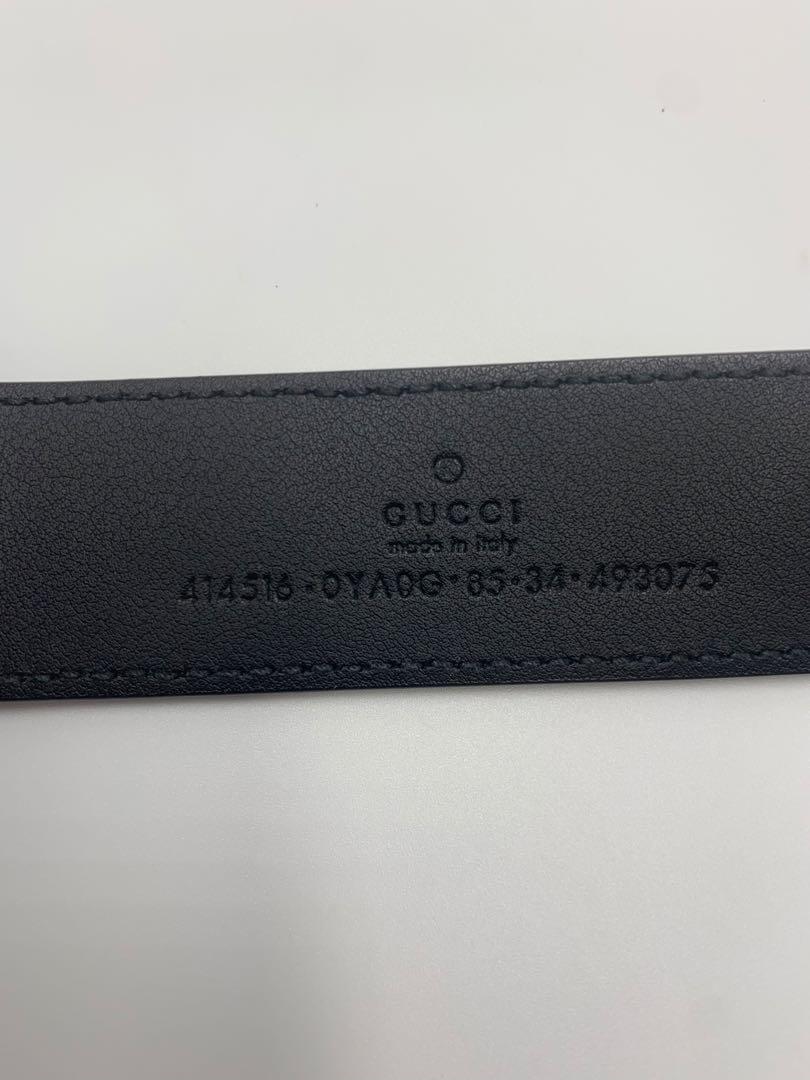 GUCCI
made in italy
414516·0YA0G·85·34·493075